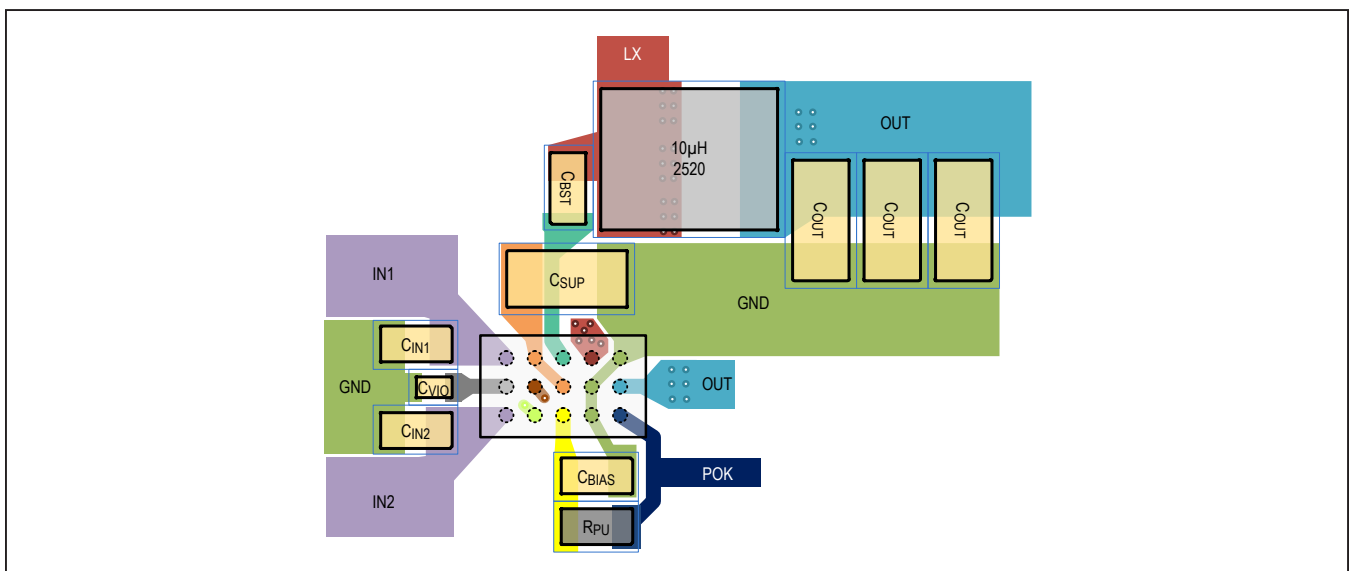 LX
OUT
10µH
2520
CBST
COUT
COUT
COUT
IN1
CSUP
GND
CIN1
GND
CVIO
OUT
CIN2
CBIAS
POK
IN2
RPU